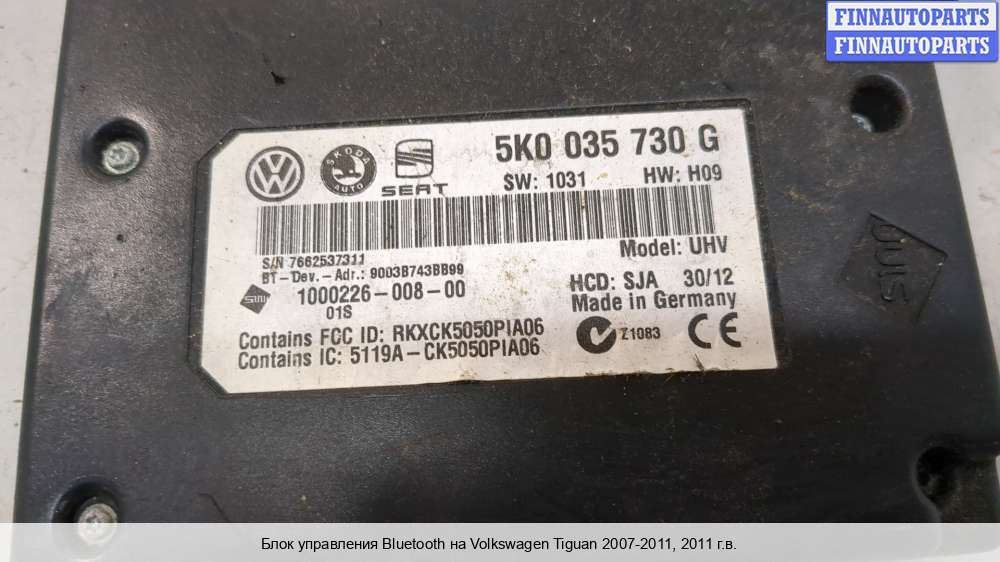 FINNAUTOPARTS
FINNAUTOPARTS
5K0 035 730 G
ŠKODA
AUTO
SEAT
SW: 1031 HW: H09
S/N 7662537311
Model: UHV
BT-Dev.-Adr.: 9003B743BB99
1000226-008-00
HCD: SJA 30/12
01S
Made in Germany
Contains FCC ID: RKXCK5050PIA06
Z1083
CE
Contains IC: 5119A-CK5050PIA06
Блок управления Bluetooth на Volkswagen Tiguan 2007-2011, 2011 г.в.